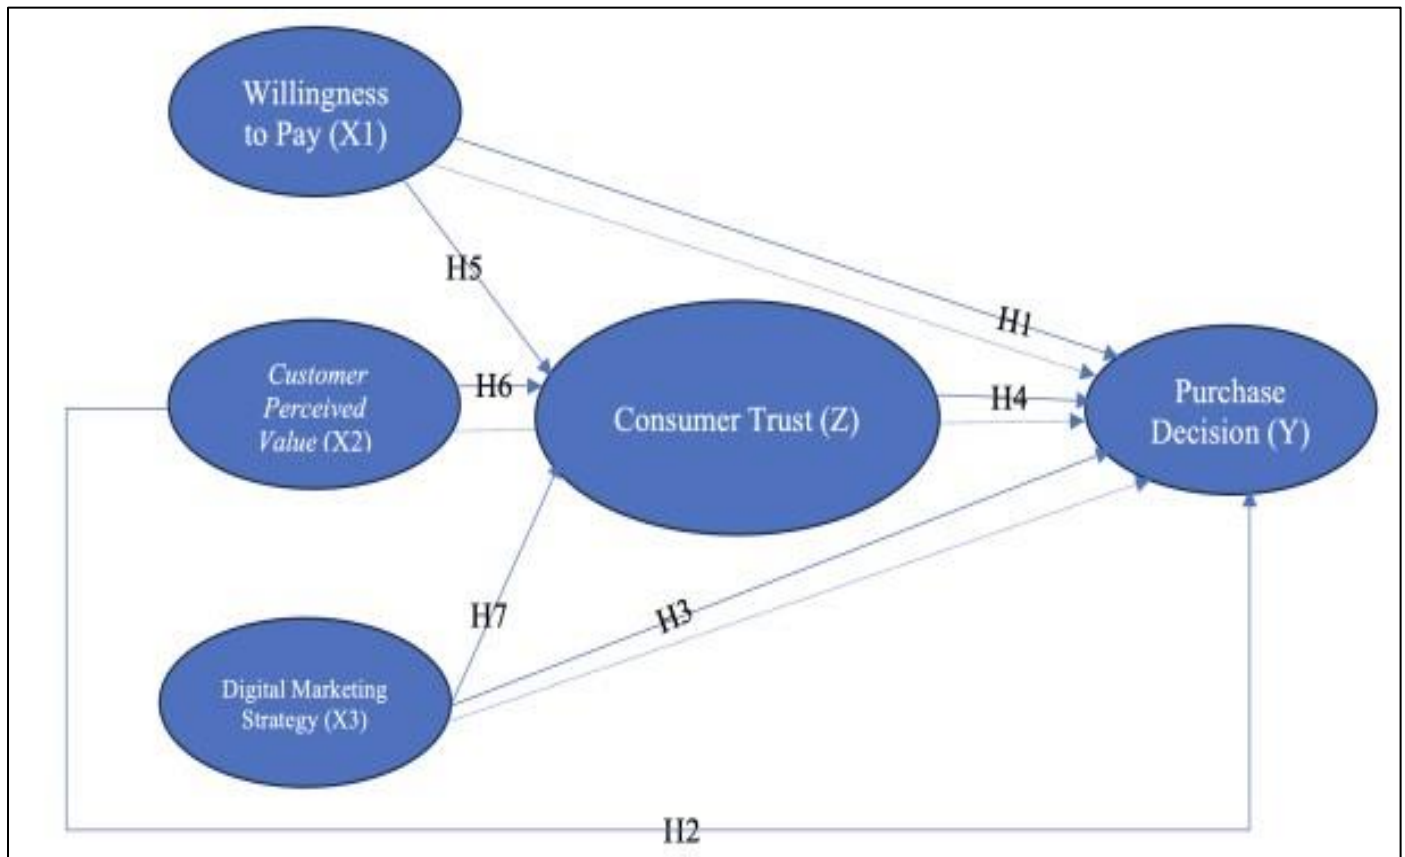 Willingness
to Pay (X1)
H5
H1
Customer
Perceived
Value (X2)
H6
Consumer Trust (Z)
H4
Purchase
Decision (Y)
H7
H3
Digital Marketing
Strategy (X3)
H2